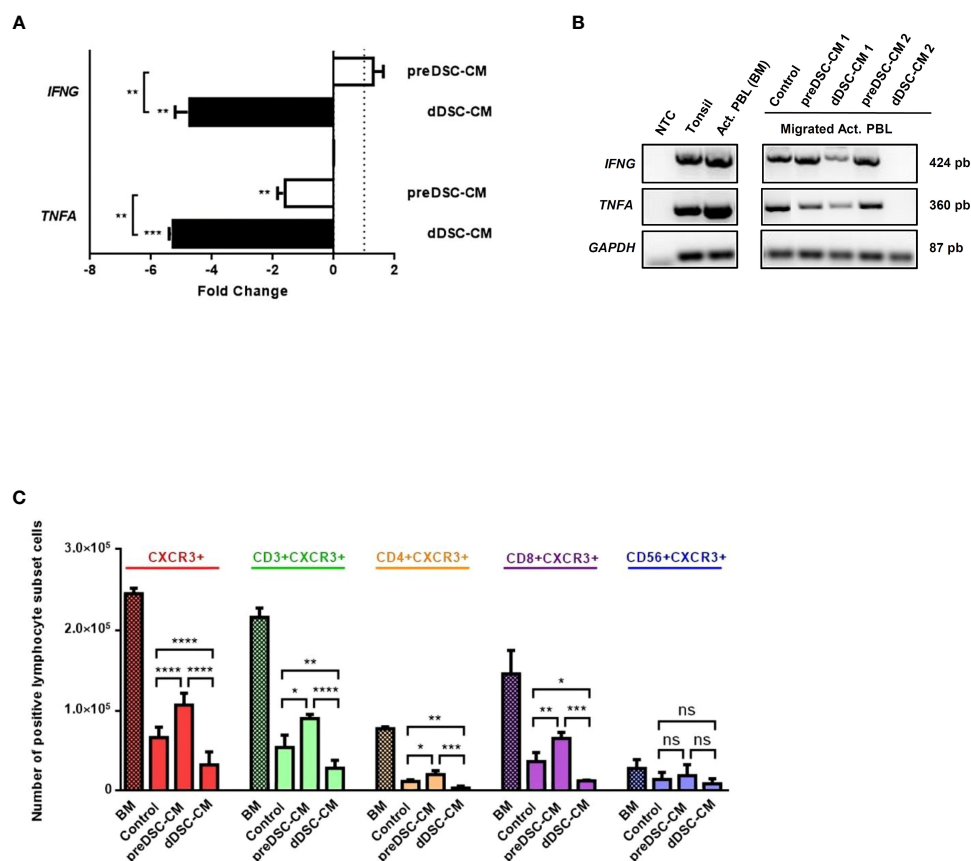 A
IFNG
**
**
preDSC-CM
dDSC-CM
TNFA
**
**
***
preDSC-CM
dDSC-CM
-8 -6 -4 -2 0 2
Fold Change
B
NTC Tonsil Act. PBL (BM) Control preDSC-CM 1 dDSC-CM 1 preDSC-CM 2 dDSC-CM 2
Migrated Act. PBL
IFNG 424 pb
TNFA 360 pb
GAPDH 87 pb
C
Number of positive lymphocyte subset cells
3.0×10⁵
2.0×10⁵
1.0×10⁵
0
CXCR3+ CD3+CXCR3+ CD4+CXCR3+ CD8+CXCR3+ CD56+CXCR3+
**** ** ** * ns
**** **** * **** * *** ** *** ns ns
BM Control preDSC-CM dDSC-CM BM Control preDSC-CM dDSC-CM BM Control preDSC-CM dDSC-CM BM Control preDSC-CM dDSC-CM BM Control preDSC-CM dDSC-CM